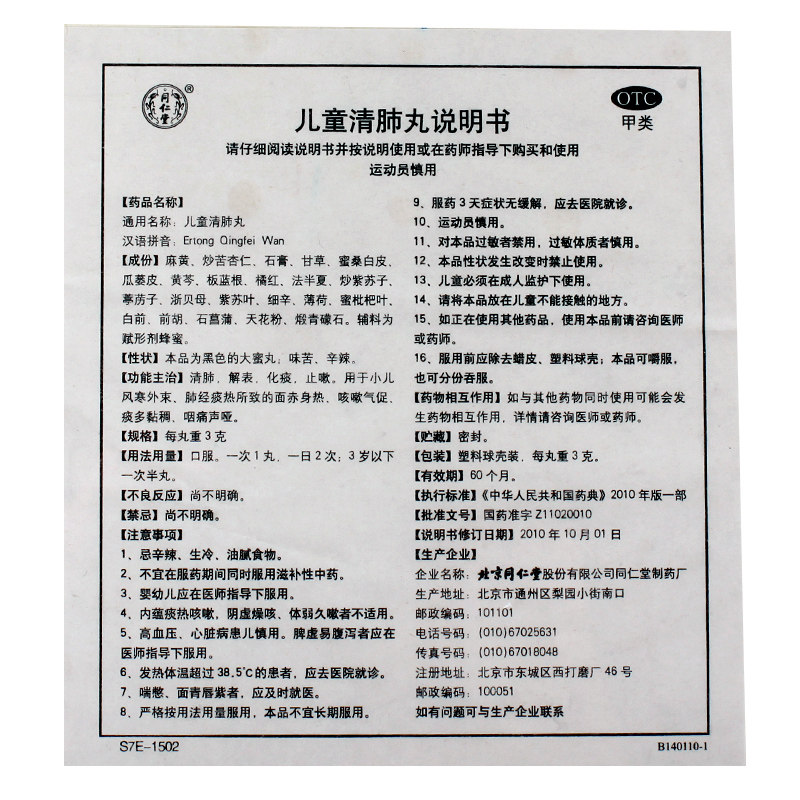 同仁堂
®
OTC
甲类
儿童清肺丸说明书
请仔细阅读说明书并按说明使用或在药师指导下购买和使用
运动员慎用
【药品名称】
通用名称：儿童清肺丸
汉语拼音：Ertong Qingfei Wan
【成份】麻黄、炒苦杏仁、石膏、甘草、蜜桑白皮、
瓜蒌皮、黄芩、板蓝根、橘红、法半夏、炒紫苏子、
葶苈子、浙贝母、紫苏叶、细辛、薄荷、蜜枇杷叶、
白前、前胡、石菖蒲、天花粉、煅青礞石。辅料为
赋形剂蜂蜜。
【性状】本品为黑色的大蜜丸；味苦、辛辣。
【功能主治】清肺，解表，化痰，止嗽。用于小儿
风寒外束、肺经痰热所致的面赤身热、咳嗽气促、
痰多黏稠、咽痛声哑。
【规格】每丸重 3 克
【用法用量】口服。一次 1 丸，一日 2 次；3 岁以下
一次半丸。
【不良反应】尚不明确。
【禁忌】尚不明确。
【注意事项】
1、忌辛辣、生冷、油腻食物。
2、不宜在服药期间同时服用滋补性中药。
3、婴幼儿应在医师指导下服用。
4、内蕴痰热咳嗽，阴虚燥咳、体弱久嗽者不适用。
5、高血压、心脏病患儿慎用。脾虚易腹泻者应在
医师指导下服用。
6、发热体温超过 38.5℃的患者，应去医院就诊。
7、喘憋、面青唇紫者，应及时就医。
8、严格按用法用量服用，本品不宜长期服用。
9、服药 3 天症状无缓解，应去医院就诊。
10、运动员慎用。
11、对本品过敏者禁用，过敏体质者慎用。
12、本品性状发生改变时禁止使用。
13、儿童必须在成人监护下使用。
14、请将本品放在儿童不能接触的地方。
15、如正在使用其他药品，使用本品前请咨询医师
或药师。
16、服用前应除去蜡皮、塑料球壳；本品可嚼服，
也可分份吞服。
【药物相互作用】如与其他药物同时使用可能会发
生药物相互作用，详情请咨询医师或药师。
【贮藏】密封。
【包装】塑料球壳装，每丸重 3 克。
【有效期】60 个月。
【执行标准】《中华人民共和国药典》2010 年版一部
【批准文号】国药准字 Z11020010
【说明书修订日期】2010 年 10 月 01 日
【生产企业】
企业名称：北京同仁堂股份有限公司同仁堂制药厂
生产地址：北京市通州区梨园小街南口
邮政编码：101101
电话号码：(010)67025631
传真号码：(010)67018048
注册地址：北京市东城区西打磨厂 46 号
邮政编码：100051
如有问题可与生产企业联系
S7E-1502
B140110-1